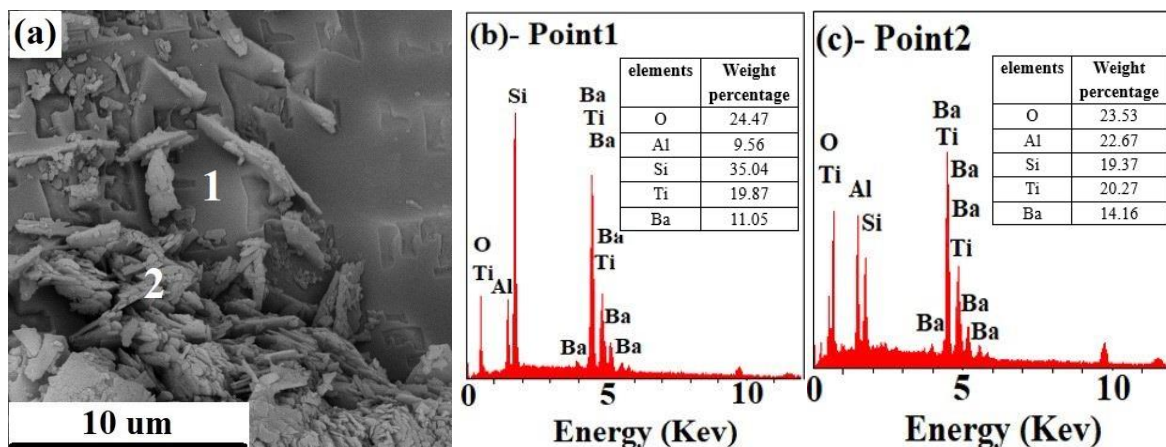 (a)
1
2
10 um
(b)- Point1
elements Weight percentage
O 24.47
Al 9.56
Si 35.04
Ti 19.87
Ba 11.05
Si
Ba
Ti
Ba
O
Ti
Al
Ba
Ti
Ba
Ba
Ba
0 5 10
Energy (Kev)
(c)- Point2
elements Weight percentage
O 23.53
Al 22.67
Si 19.37
Ti 20.27
Ba 14.16
Ba
Ti
O
Ti
Al
Si
Ba
Ba
Ti
Ba
Ba
Ba
0 5 10
Energy (Kev)